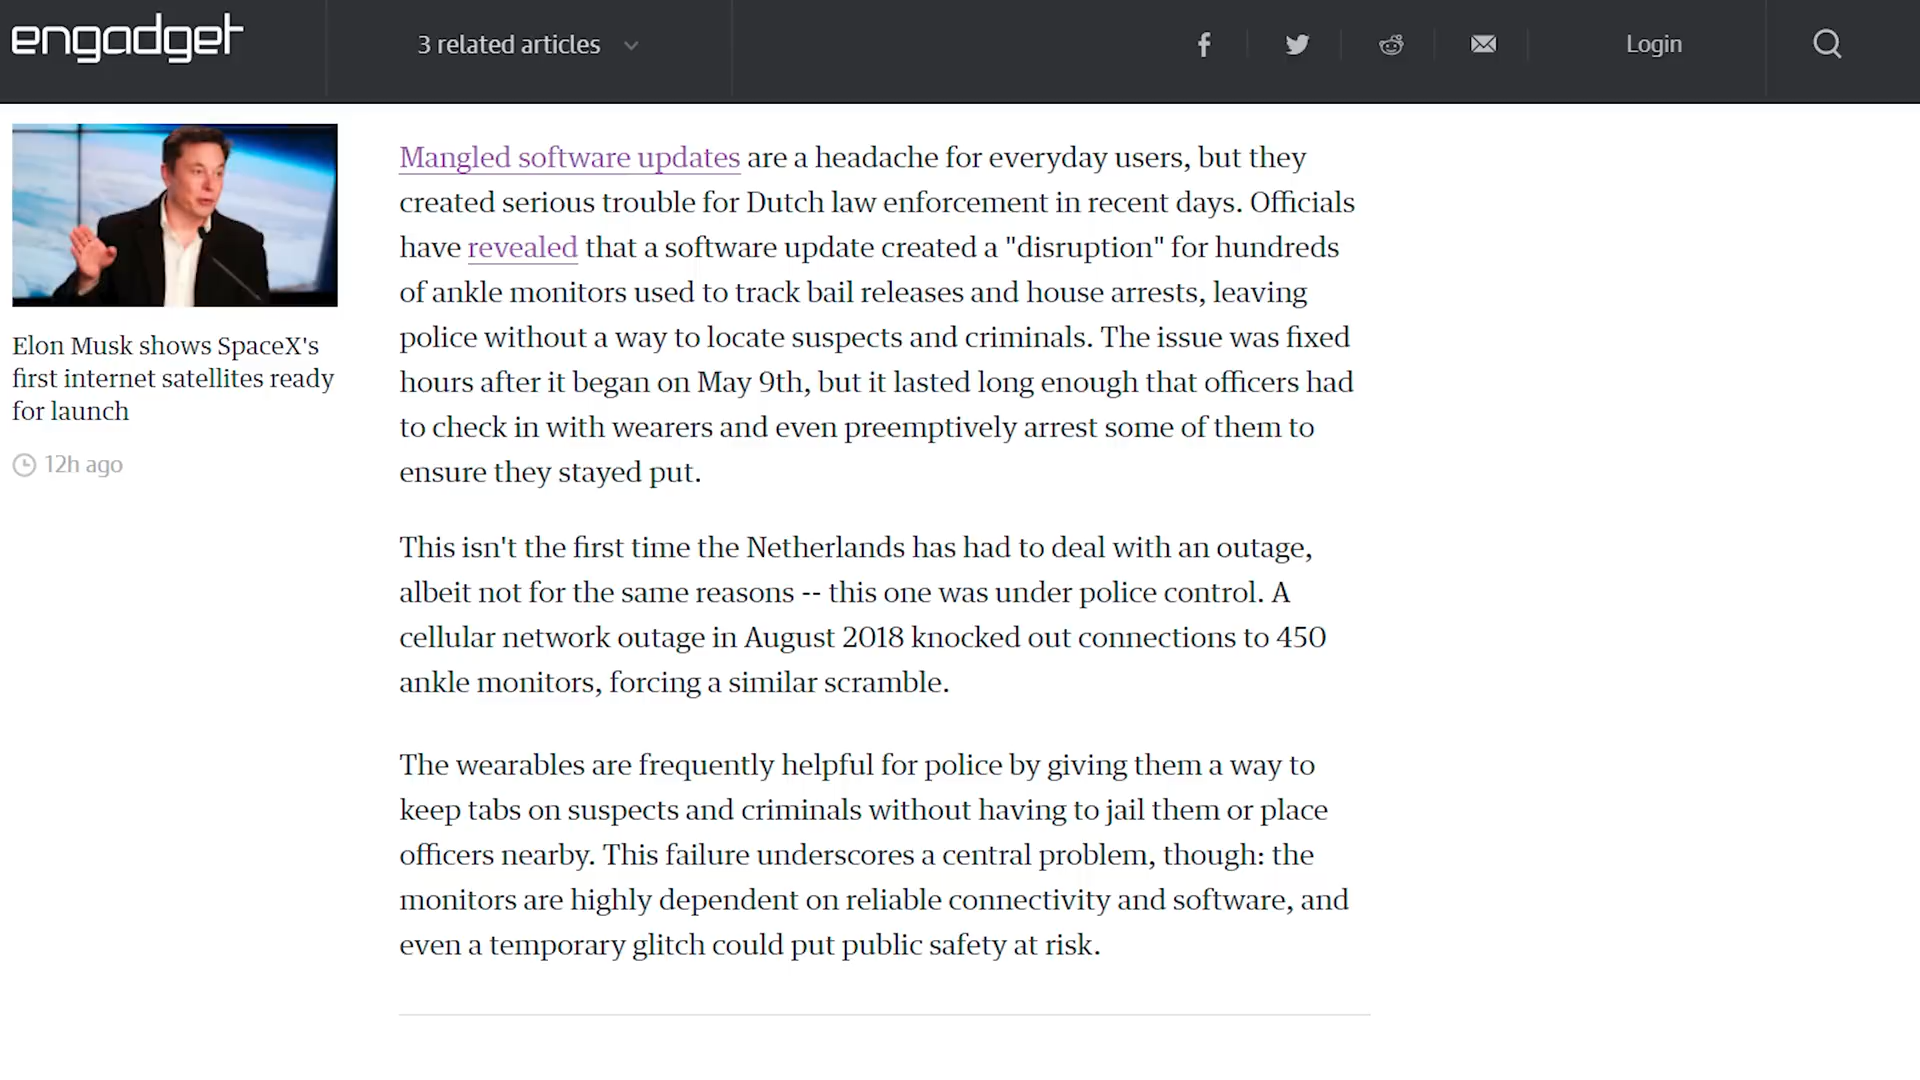 engadget
3 related articles
Login
Elon Musk shows SpaceX's
first internet satellites ready
for launch
12h ago
Mangled software updates are a headache for everyday users, but they
created serious trouble for Dutch law enforcement in recent days. Officials
have revealed that a software update created a "disruption" for hundreds
of ankle monitors used to track bail releases and house arrests, leaving
police without a way to locate suspects and criminals. The issue was fixed
hours after it began on May 9th, but it lasted long enough that officers had
to check in with wearers and even preemptively arrest some of them to
ensure they stayed put.
This isn't the first time the Netherlands has had to deal with an outage,
albeit not for the same reasons -- this one was under police control. A
cellular network outage in August 2018 knocked out connections to 450
ankle monitors, forcing a similar scramble.
The wearables are frequently helpful for police by giving them a way to
keep tabs on suspects and criminals without having to jail them or place
officers nearby. This failure underscores a central problem, though: the
monitors are highly dependent on reliable connectivity and software, and
even a temporary glitch could put public safety at risk.